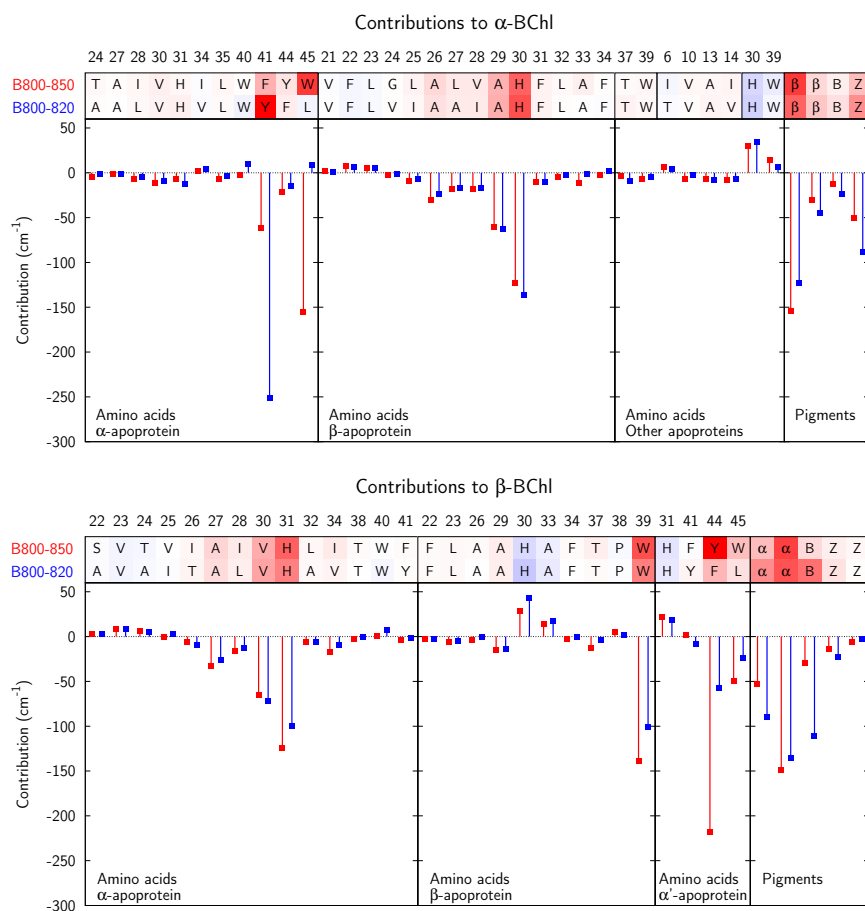 Contributions to α-BChl
24 27 28 30 31 34 35 40 41 44 45 21 22 24 25 26 27 28 29 30 31 32 33 34 37 39 6 10 13 14 30 39
B800-850 T A I V H I L W F Y W V F L G L A L V A H F L A F T W I V A I H W β β B Z
B800-820 A A L V H V L W Y F L V F L V I A A I A H F L A F T W T V A V H W β β B Z
50
0
-50
-100
-150
-200
-250
-300
Contribution (cm⁻¹)
Amino acids
α-apoprotein
Amino acids
β-apoprotein
Amino acids
Other apoproteins
Pigments
Contributions to β-BChl
22 23 24 25 26 27 28 30 31 32 34 38 40 41 22 23 26 29 30 33 34 37 38 39 31 41 44 45
B800-850 S V T V I A I V H L I T W F F L A A H A F T P W H F Y W α α B Z Z
B800-820 A V A I T A L V H A V T W Y F L A A H A F T P W H Y F L α α B Z Z
50
0
-50
-100
-150
-200
-250
-300
Contribution (cm⁻¹)
Amino acids
α-apoprotein
Amino acids
β-apoprotein
Amino acids
α'-apoprotein
Pigments